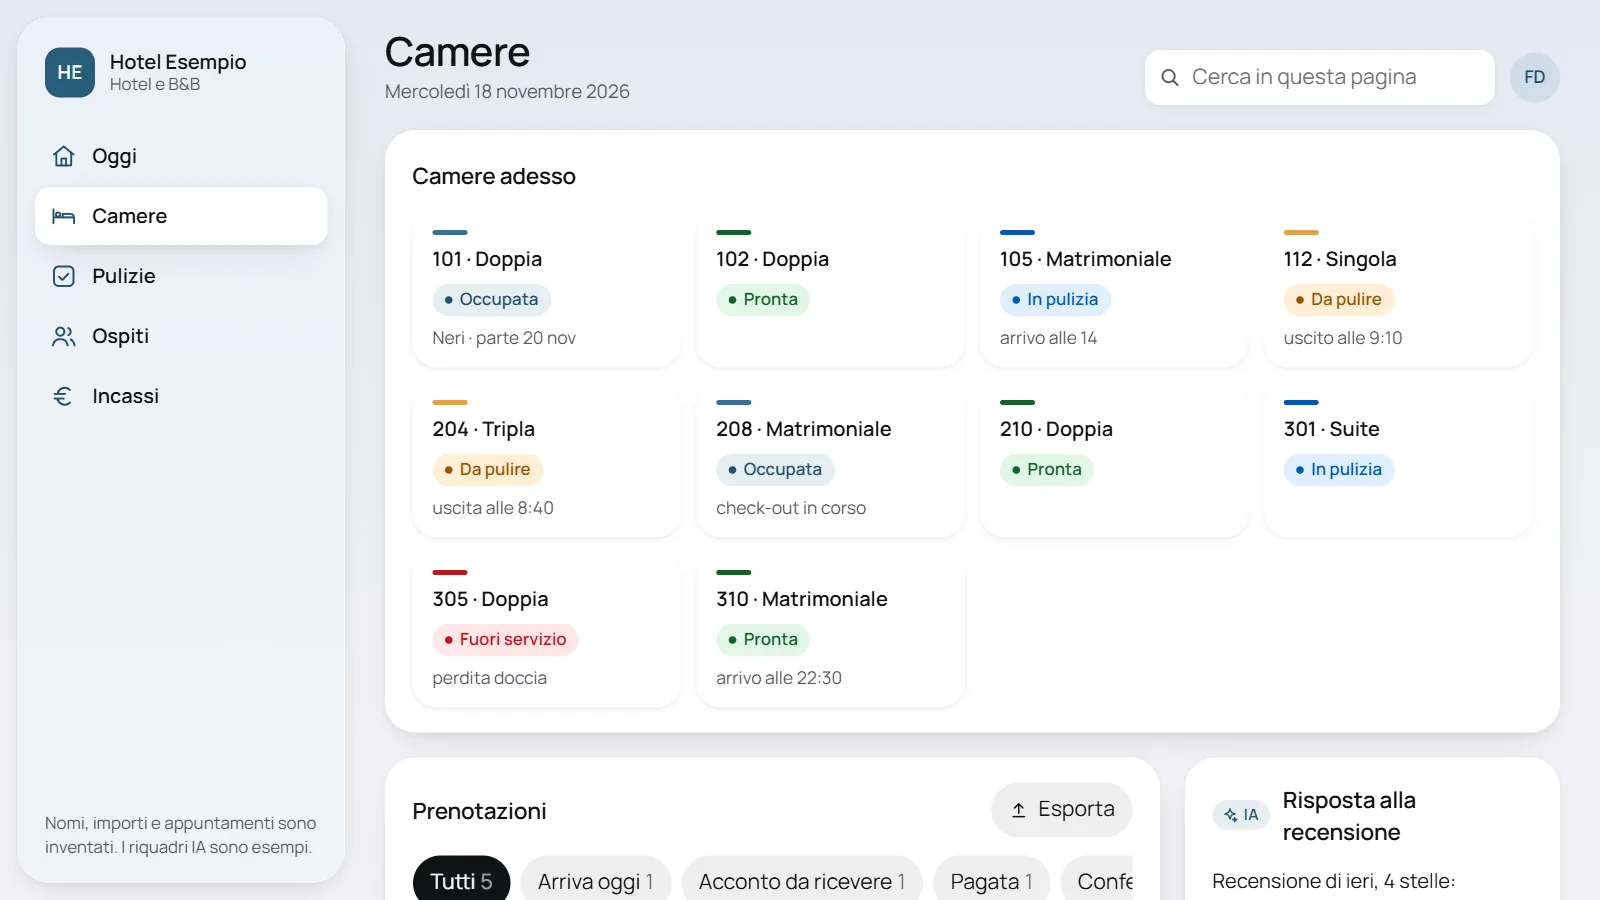 HE
Hotel Esempio
Hotel e B&B
Oggi
Camere
Pulizie
Ospiti
Incassi
Nomi, importi e appuntamenti sono
inventati. I riquadri IA sono esempi.
Camere
Mercoledì 18 novembre 2026
Cerca in questa pagina
FD
Camere adesso
101 · Doppia
Occupata
Neri · parte 20 nov
102 · Doppia
Pronta
105 · Matrimoniale
In pulizia
arrivo alle 14
112 · Singola
Da pulire
uscito alle 9:10
204 · Tripla
Da pulire
uscita alle 8:40
208 · Matrimoniale
Occupata
check-out in corso
210 · Doppia
Pronta
301 · Suite
In pulizia
305 · Doppia
Fuori servizio
perdita doccia
310 · Matrimoniale
Pronta
arrivo alle 22:30
Prenotazioni
Esporta
Tutti 5
Arriva oggi 1
Acconto da ricevere 1
Pagata 1
Confe
IA
Risposta alla
recensione
Recensione di ieri, 4 stelle: